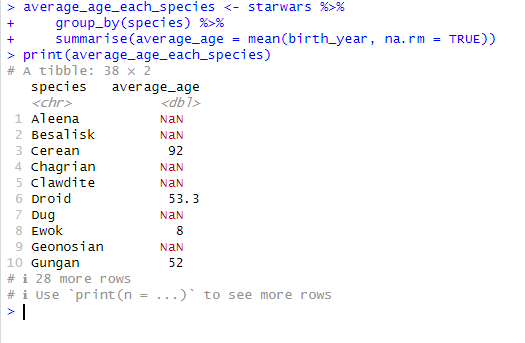 > average_age_each_species <- starwars %>%
+     group_by(species) %>%
+     summarise(average_age = mean(birth_year, na.rm = TRUE))
> print(average_age_each_species)
# A tibble: 38 × 2
   species   average_age
   <chr>           <dbl>
 1 Aleena          NaN
 2 Besalisk        NaN
 3 Cerean           92
 4 Chagrian        NaN
 5 Clawdite        NaN
 6 Droid            53.3
 7 Dug             NaN
 8 Ewok              8
 9 Geonosian       NaN
10 Gungan           52
# ℹ 28 more rows
# ℹ Use `print(n = ...)` to see more rows
>